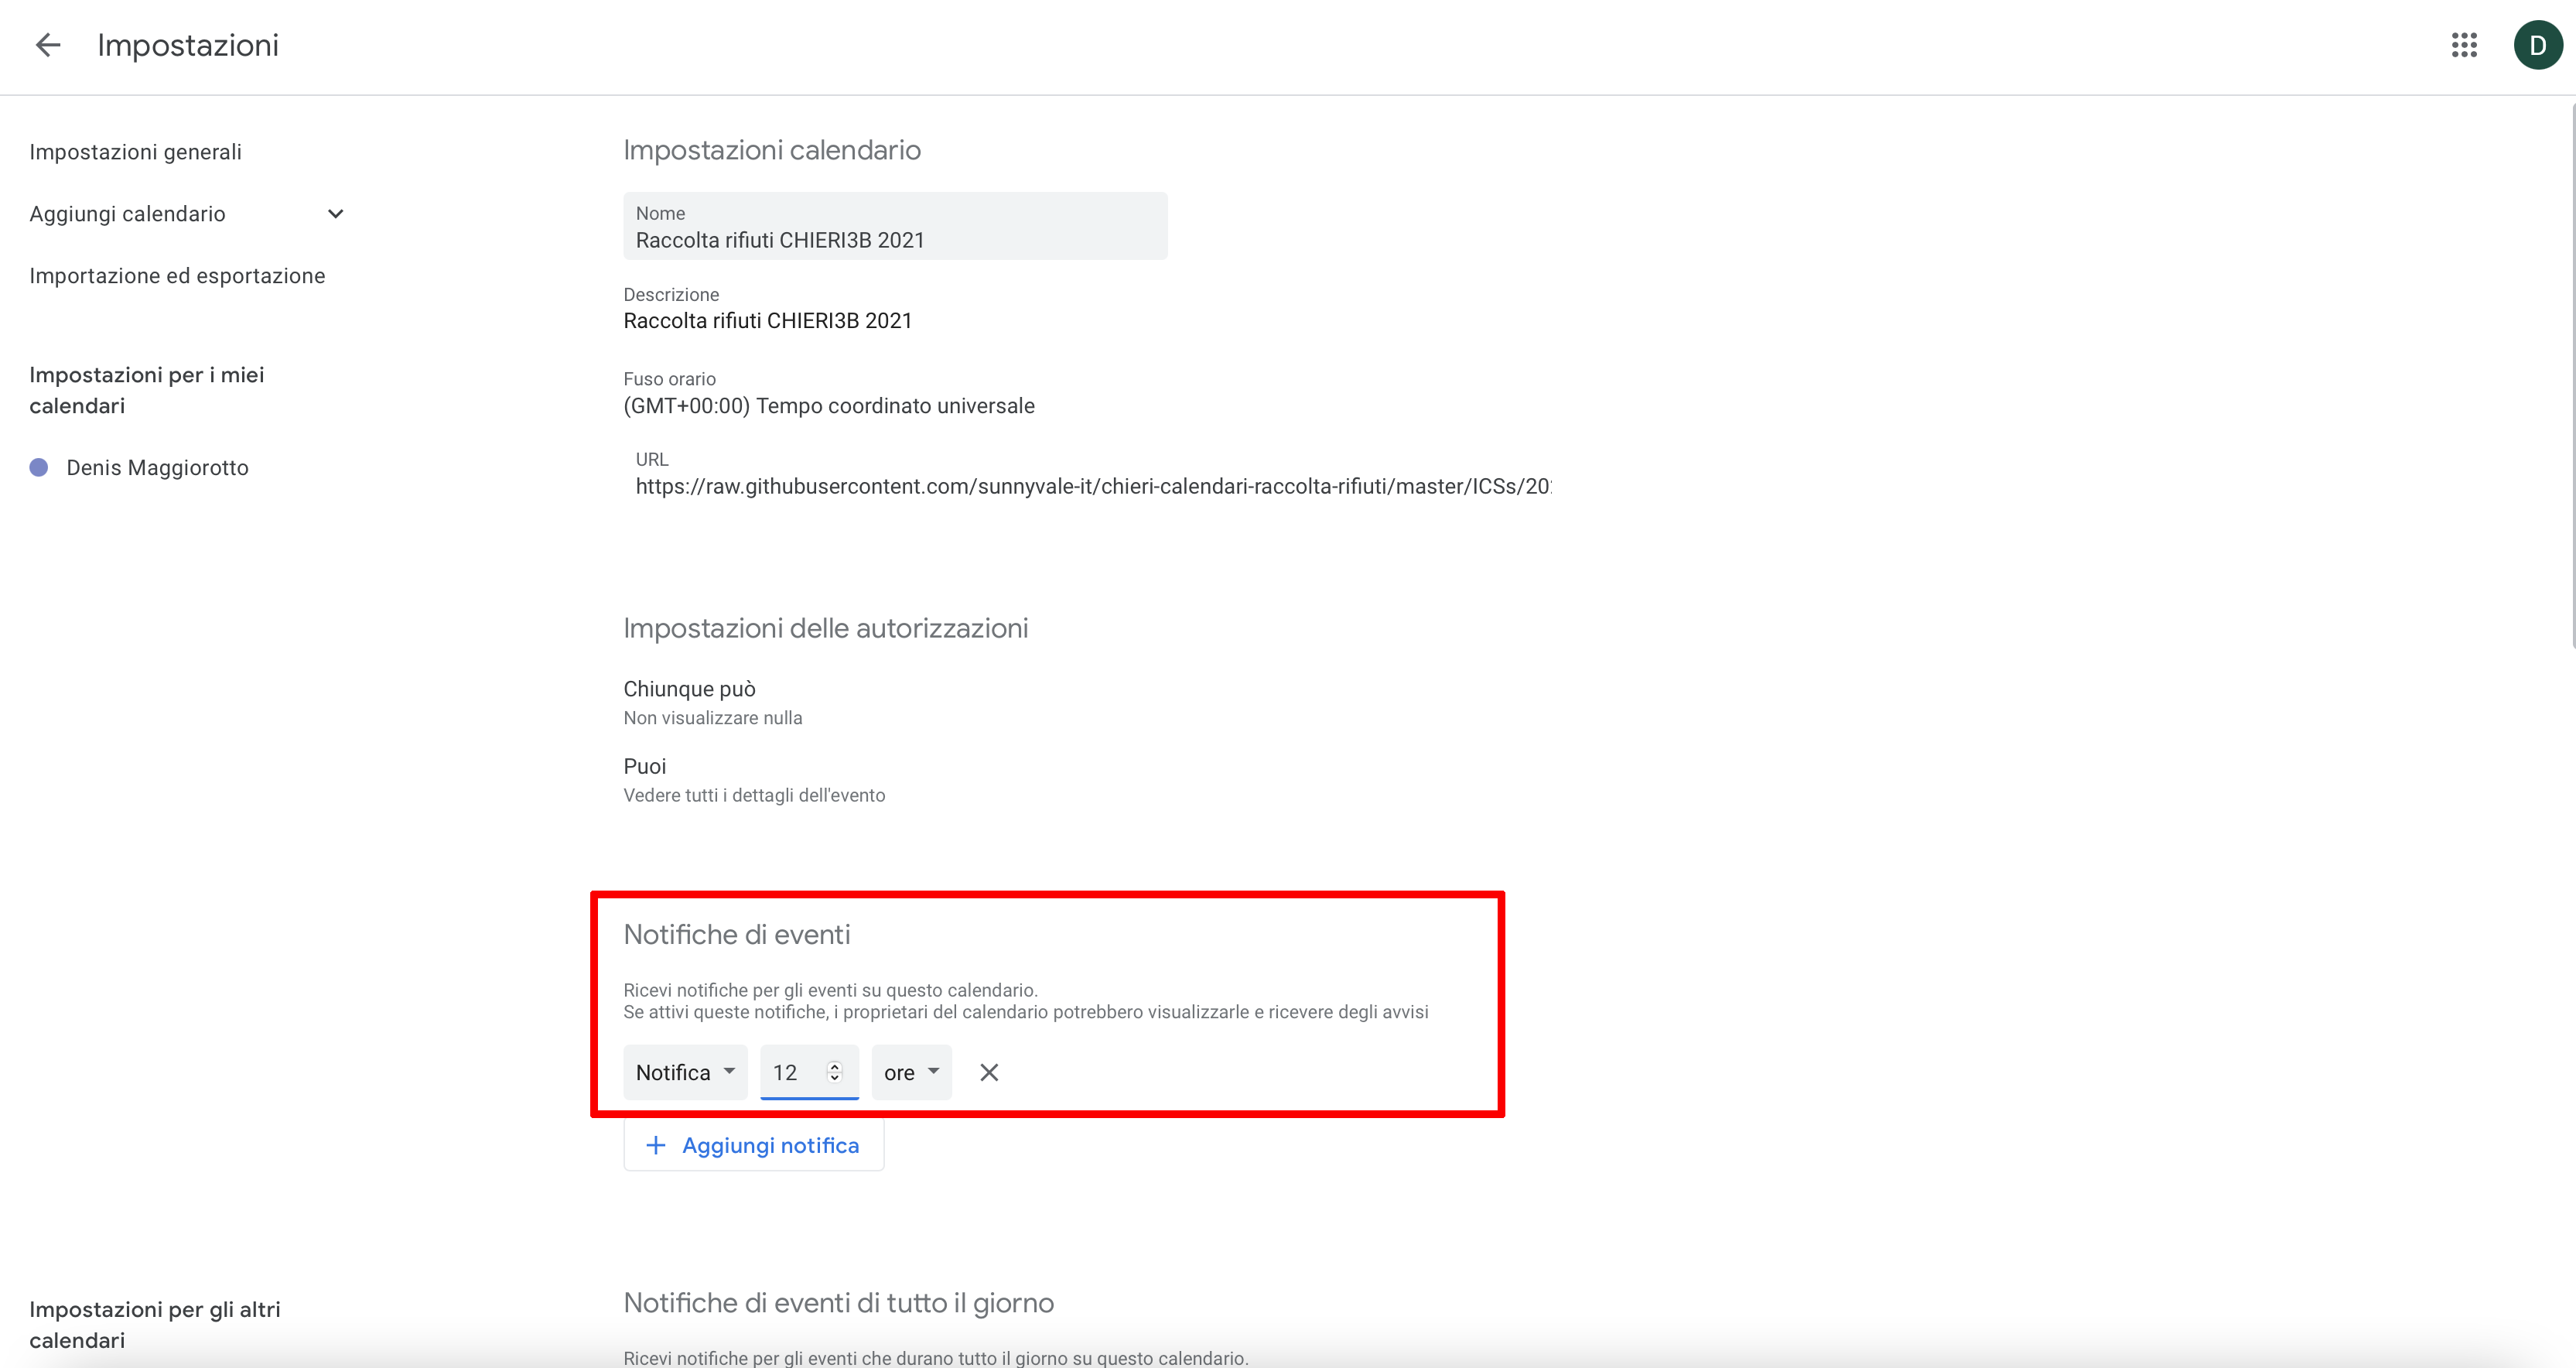 Impostazioni
D
Impostazioni generali
Aggiungi calendario
Importazione ed esportazione
Impostazioni per i miei
calendari
Denis Maggiorotto
Impostazioni per gli altri
calendari
Impostazioni calendario
Nome
Raccolta rifiuti CHIERI3B 2021
Descrizione
Raccolta rifiuti CHIERI3B 2021
Fuso orario
(GMT+00:00) Tempo coordinato universale
URL
https://raw.githubusercontent.com/sunnyvale-it/chieri-calendari-raccolta-rifiuti/master/ICSs/20
Impostazioni delle autorizzazioni
Chiunque può
Non visualizzare nulla
Puoi
Vedere tutti i dettagli dell'evento
Notifiche di eventi
Ricevi notifiche per gli eventi su questo calendario.
Se attivi queste notifiche, i proprietari del calendario potrebbero visualizzarle e ricevere degli avvisi
Notifica 12 ore
Aggiungi notifica
Notifiche di eventi di tutto il giorno
Ricevi notifiche per gli eventi che durano tutto il giorno su questo calendario.